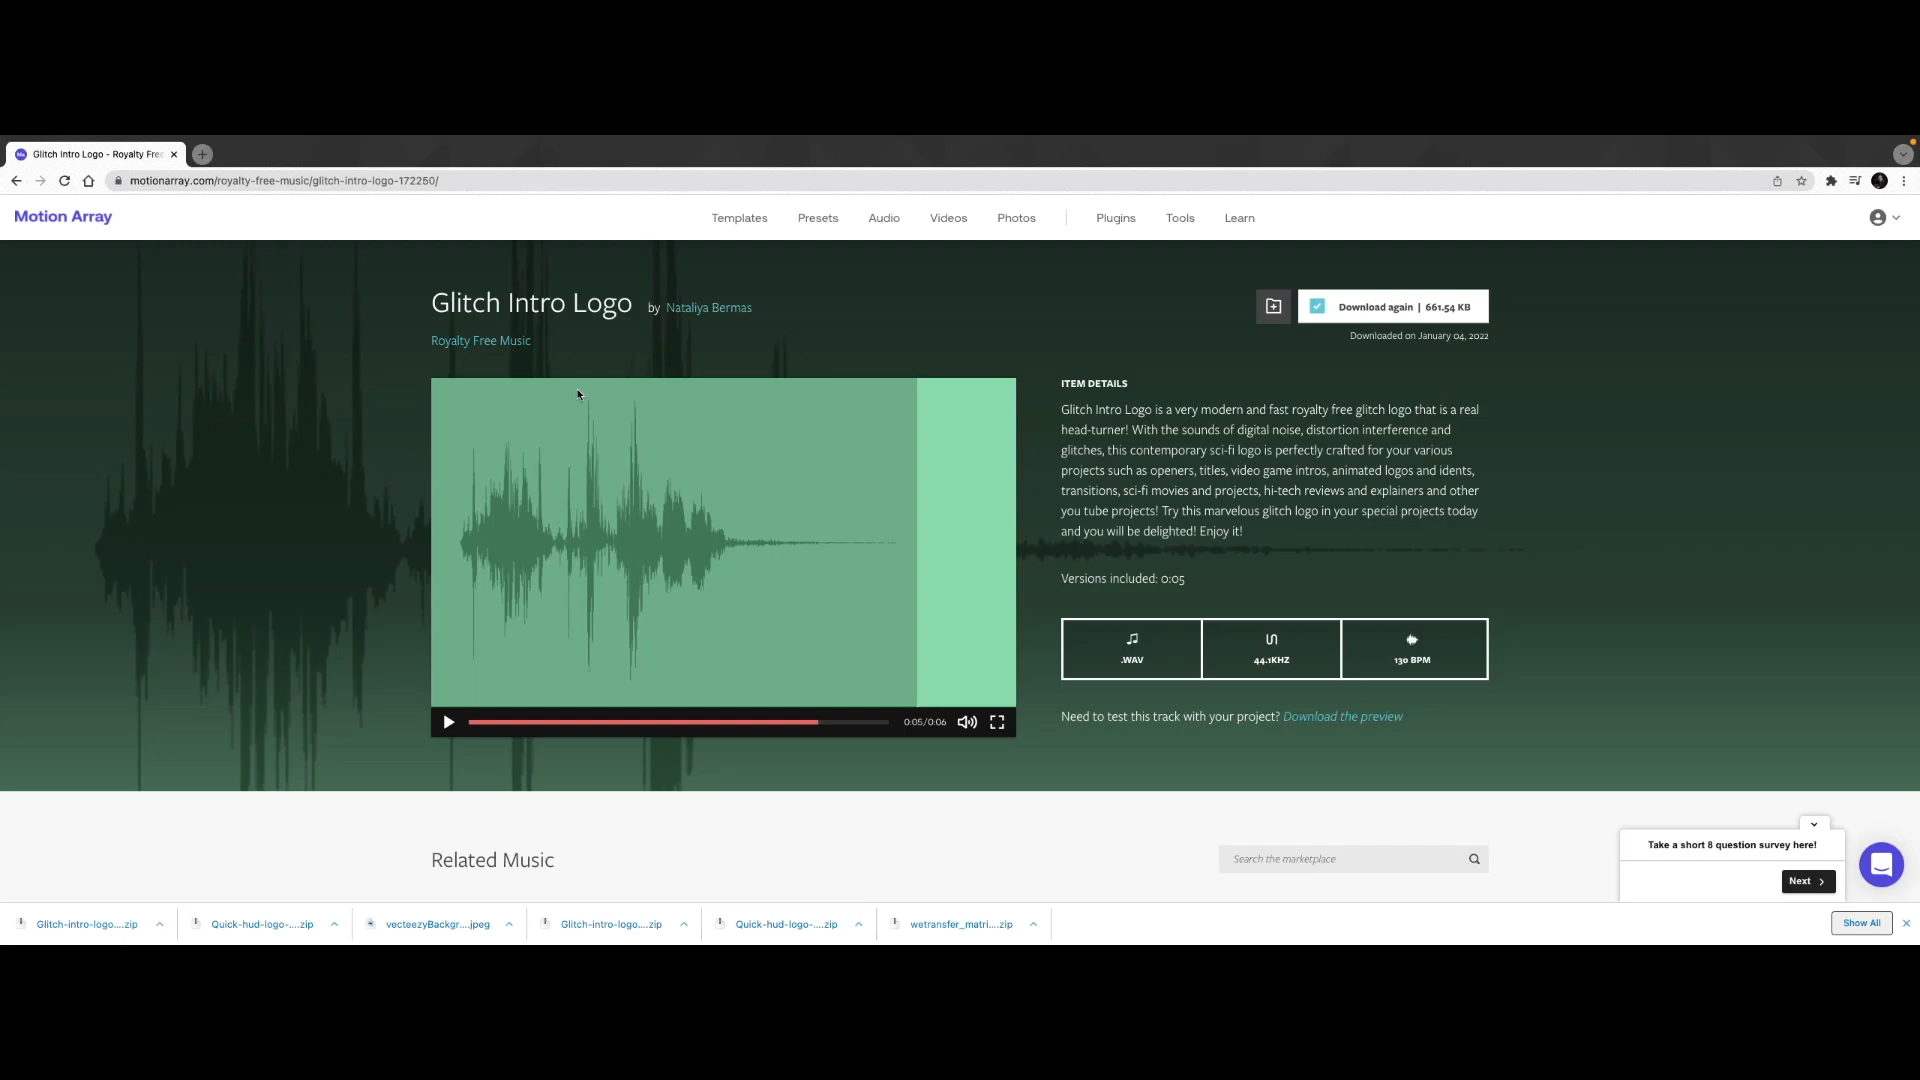 Glitch Intro Logo - Royalty Free
motionarray.com/royalty-free-music/glitch-intro-logo-172250/
Motion Array
Templates
Presets
Audio
Videos
Photos
Plugins
Tools
Learn
Glitch Intro Logo by Nataliya Bermas
Royalty Free Music
Download again | 661.54 KB
Downloaded on January 04, 2022
ITEM DETAILS
Glitch Intro Logo is a very modern and fast royalty free glitch logo that is a real
head-turner! With the sounds of digital noise, distortion interference and
glitches, this contemporary sci-fi logo is perfectly crafted for your various
projects such as openers, titles, video game intros, animated logos and idents,
transitions, sci-fi movies and projects, hi-tech reviews and explainers and other
you tube projects! Try this marvelous glitch logo in your special projects today
and you will be delighted! Enjoy it!
Versions included: 0:05
.WAV
44.1KHZ
130 BPM
0:05/0:06
Need to test this track with your project? Download the preview
Related Music
Search the marketplace
Take a short 8 question survey here!
Next
Glitch-intro-logo....zip
Quick-hud-logo-....zip
vecteezyBackgr....jpeg
Glitch-intro-logo....zip
Quick-hud-logo-....zip
wetransfer_matri....zip
Show All